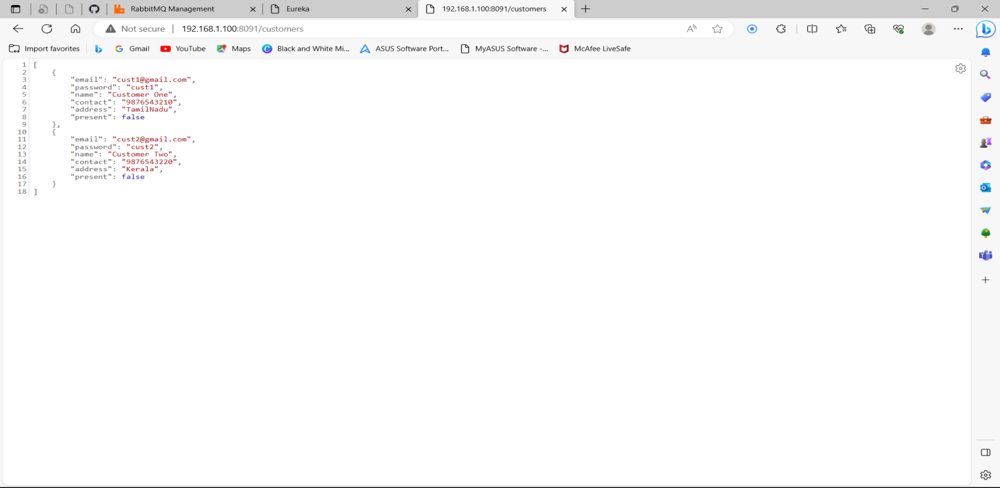 RabbitMQ Management
Eureka
192.168.1.100:8091/customers
Not secure | 192.168.1.100:8091/customers
Import favorites
Gmail
YouTube
Maps
Black and White Mi...
ASUS Software Port...
MyASUS Software -...
McAfee LiveSafe
1 [
2 {
3 "email": "cust1@gmail.com",
4 "password": "cust1",
5 "name": "Customer One",
6 "contact": "9876543210",
7 "address": "TamilNadu",
8 "present": false
9 },
10 {
11 "email": "cust2@gmail.com",
12 "password": "cust2",
13 "name": "Customer Two",
14 "contact": "9876543220",
15 "address": "Kerala",
16 "present": false
17 }
18 ]